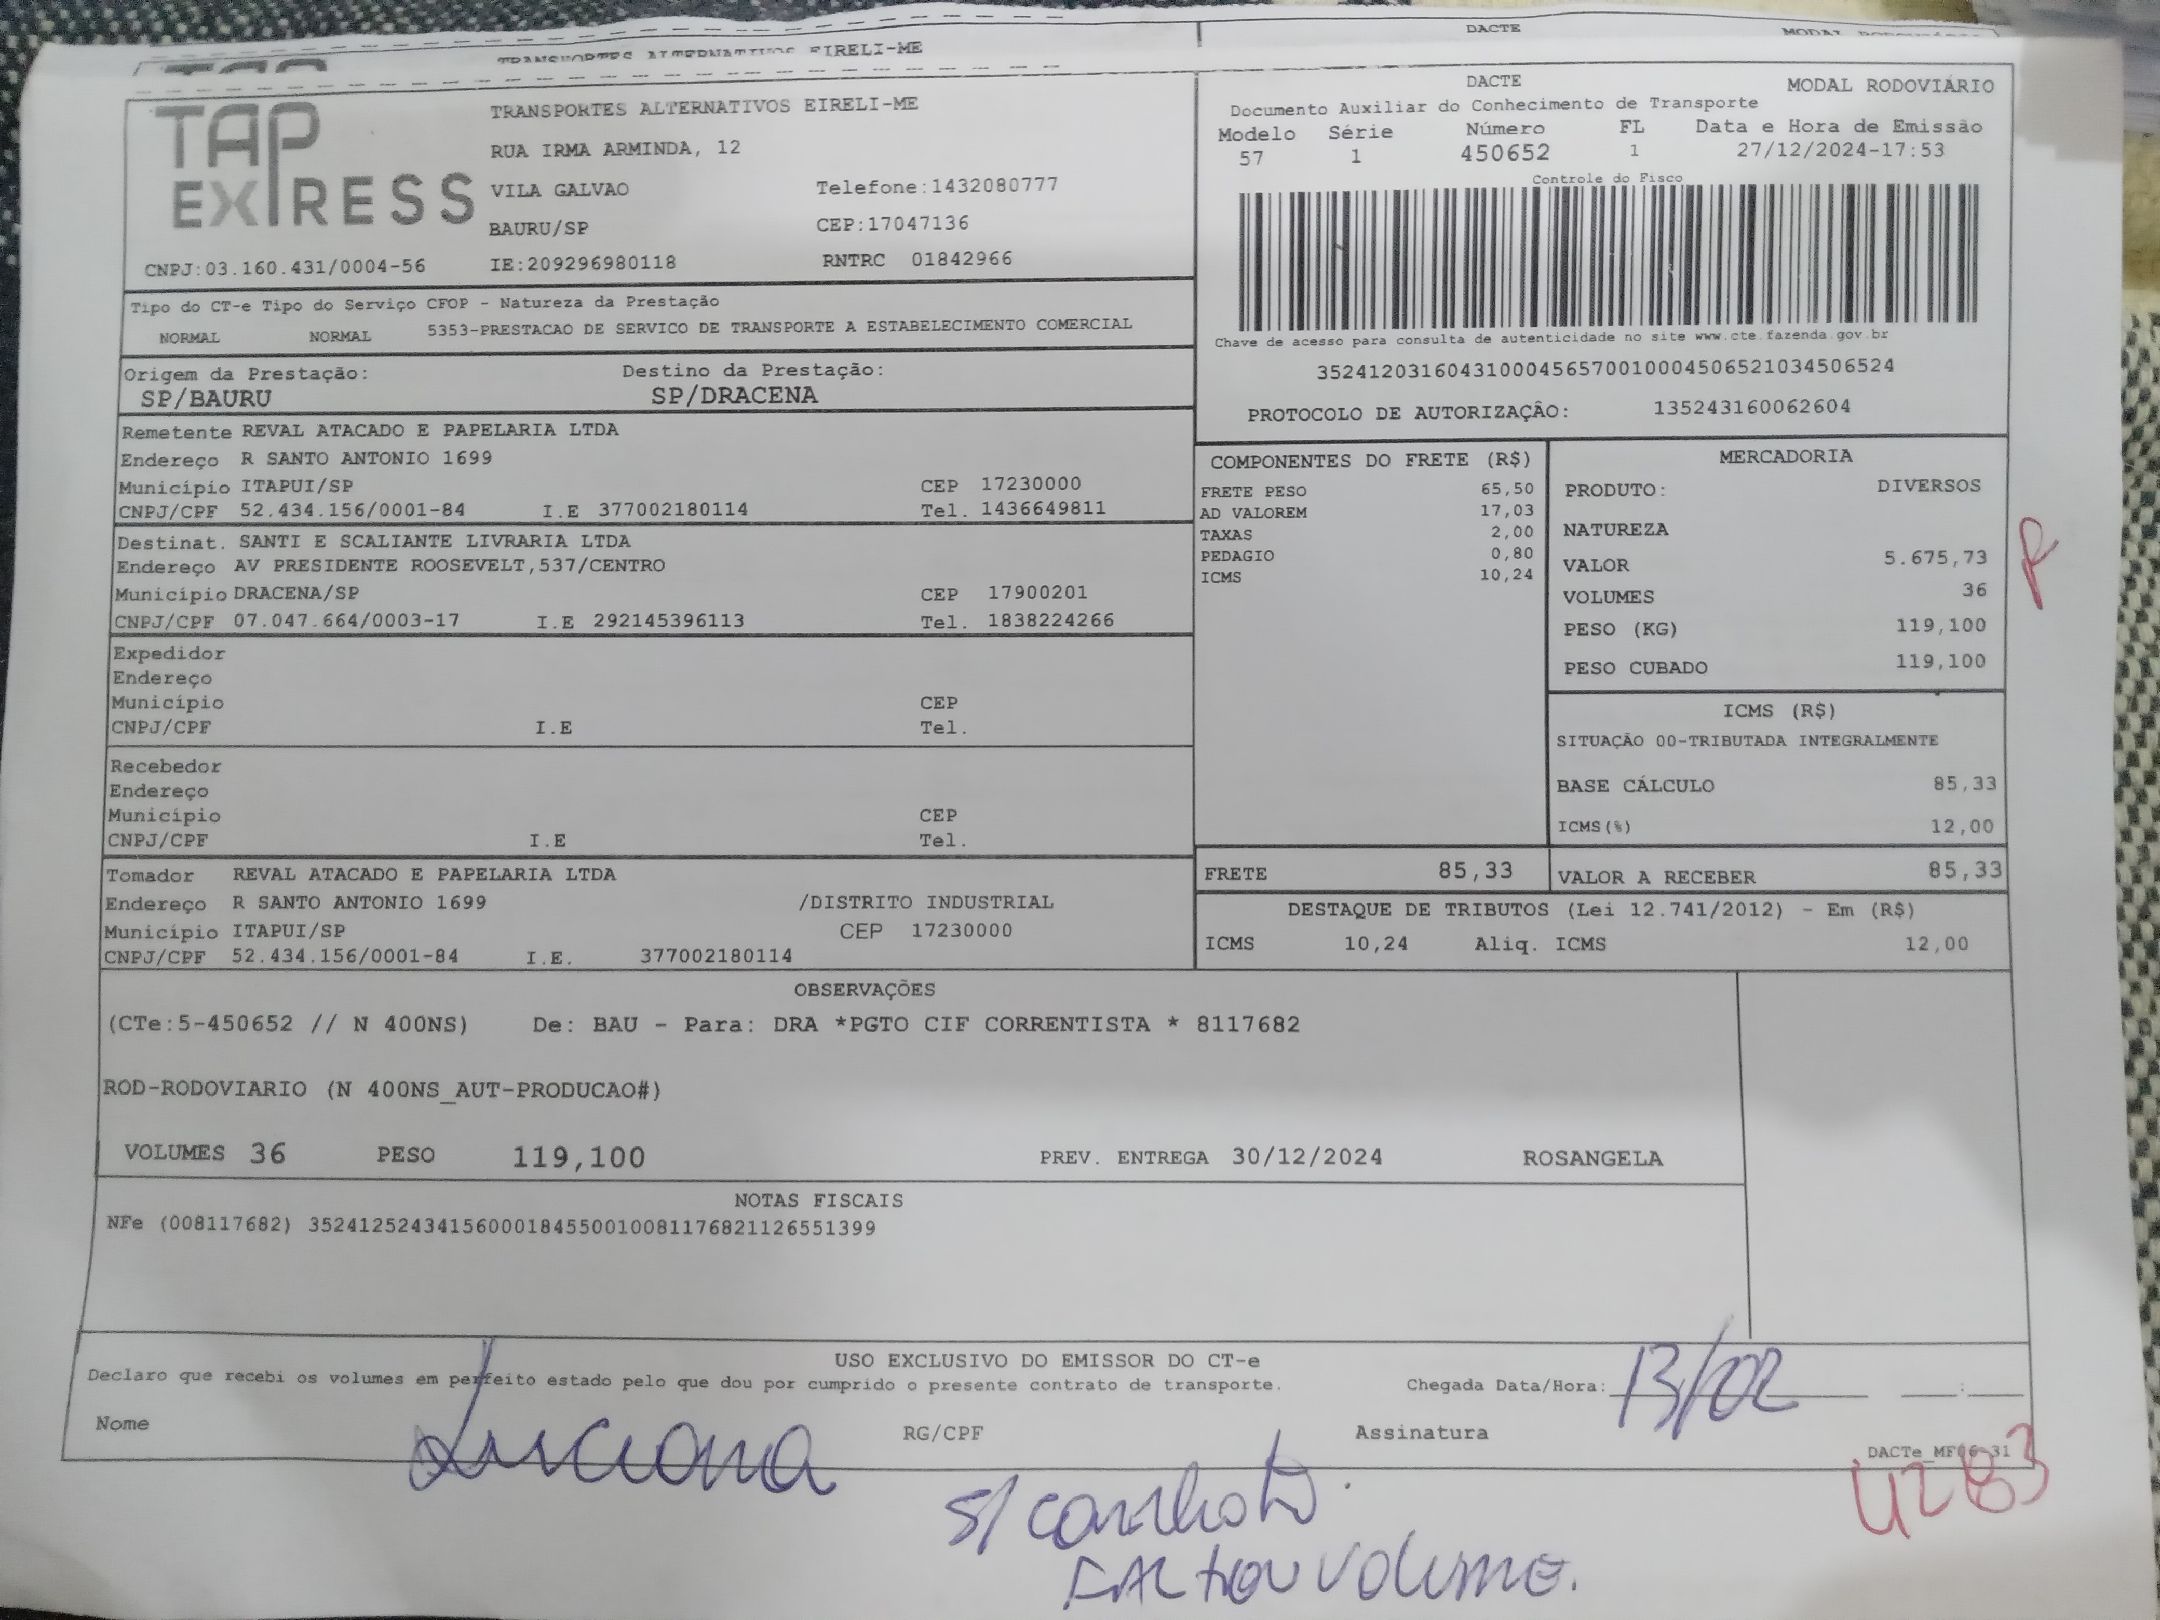 TRANSPORTES ALTERNATIVOS EIRELI-ME
DACTE
TAP EXPRESS
TRANSPORTES ALTERNATIVOS EIRELI-ME
RUA IRMA ARMINDA, 12
VILA GALVAO Telefone:1432080777
BAURU/SP CEP:17047136
CNPJ:03.160.431/0004-56 IE:209296980118 RNTRC 01842966
DACTE MODAL RODOVIÁRIO
Documento Auxiliar do Conhecimento de Transporte
Modelo Série Número FL Data e Hora de Emissão
57 1 450652 1 27/12/2024-17:53
Controle do Fisco
Chave de acesso para consulta de autenticidade no site www.cte.fazenda.gov.br
35241203160431000456570010004506521034506524
PROTOCOLO DE AUTORIZAÇÃO: 135243160062604
Tipo do CT-e Tipo do Serviço CFOP - Natureza da Prestação
NORMAL NORMAL 5353-PRESTACAO DE SERVICO DE TRANSPORTE A ESTABELECIMENTO COMERCIAL
Origem da Prestação: Destino da Prestação:
SP/BAURU SP/DRACENA
Remetente REVAL ATACADO E PAPELARIA LTDA
Endereço R SANTO ANTONIO 1699
Município ITAPUI/SP CEP 17230000
CNPJ/CPF 52.434.156/0001-84 I.E 377002180114 Tel. 1436649811
Destinat. SANTI E SCALIANTE LIVRARIA LTDA
Endereço AV PRESIDENTE ROOSEVELT,537/CENTRO
Município DRACENA/SP CEP 17900201
CNPJ/CPF 07.047.664/0003-17 I.E 292145396113 Tel. 1838224266
Expedidor
Endereço
Município CEP
CNPJ/CPF I.E Tel.
Recebedor
Endereço
Município CEP
CNPJ/CPF I.E Tel.
Tomador REVAL ATACADO E PAPELARIA LTDA
Endereço R SANTO ANTONIO 1699 /DISTRITO INDUSTRIAL
Município ITAPUI/SP CEP 17230000
CNPJ/CPF 52.434.156/0001-84 I.E. 377002180114
COMPONENTES DO FRETE (R$)
FRETE PESO 65,50
AD VALOREM 17,03
TAXAS 2,00
PEDAGIO 0,80
ICMS 10,24
MERCADORIA
PRODUTO: DIVERSOS
NATUREZA
VALOR 5.675,73
VOLUMES 36
PESO (KG) 119,100
PESO CUBADO 119,100
ICMS (R$)
SITUAÇÃO 00-TRIBUTADA INTEGRALMENTE
BASE CÁLCULO 85,33
ICMS(%) 12,00
FRETE 85,33 VALOR A RECEBER 85,33
DESTAQUE DE TRIBUTOS (Lei 12.741/2012) - Em (R$)
ICMS 10,24 Aliq. ICMS 12,00
OBSERVAÇÕES
(CTe:5-450652 // N 400NS) De: BAU - Para: DRA *PGTO CIF CORRENTISTA * 8117682
ROD-RODOVIARIO (N 400NS_AUT-PRODUCAO#)
VOLUMES 36 PESO 119,100 PREV. ENTREGA 30/12/2024 ROSANGELA
NOTAS FISCAIS
NFe (008117682) 35241252434156000184550010081176821126551399
USO EXCLUSIVO DO EMISSOR DO CT-e
Declaro que recebi os volumes em perfeito estado pelo que dou por cumprido o presente contrato de transporte. Chegada Data/Hora: 13/02 :
Nome Luciana RG/CPF Assinatura
s/ canhoto.
FALTOU VOLUME.